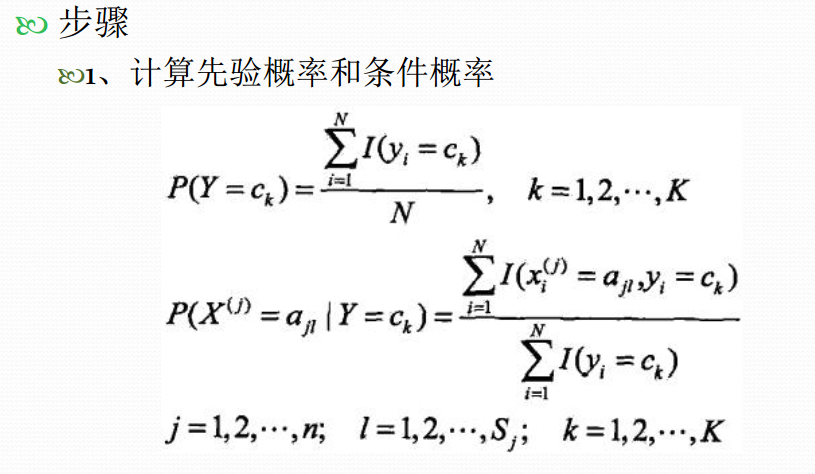 步骤
1、计算先验概率和条件概率
P(Y = c_k) = \frac{\sum_{i=1}^{N} I(y_i = c_k)}{N}, k = 1,2,⋯,K
P(X^{(j)} = a_{jl} | Y = c_k) = \frac{\sum_{i=1}^{N} I(x_i^{(j)} = a_{jl}, y_i = c_k)}{\sum_{i=1}^{N} I(y_i = c_k)}
j = 1,2,⋯,n; l = 1,2,⋯,S_j; k = 1,2,⋯,K